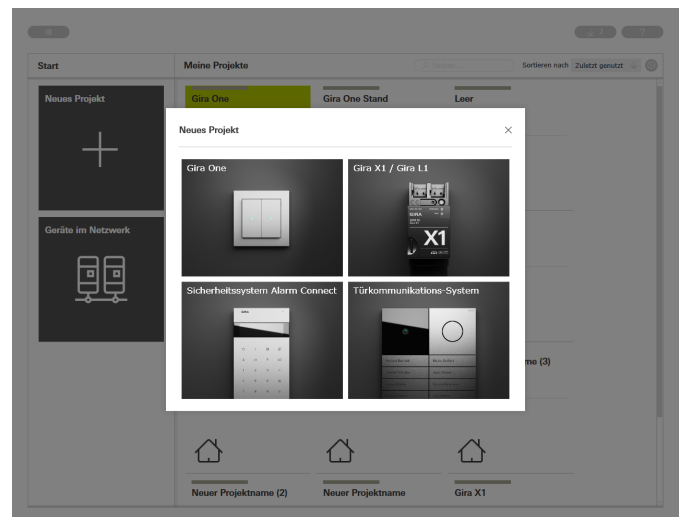 Start
Meine Projekte
Sortieren nach
Zuletzt genutzt
Neues Projekt
Geräte im Netzwerk
Gira One
Gira One Stand
Leer
Neues Projekt
Gira One
Gira X1 / Gira L1
GIRA
X1
Sicherheitssystem Alarm Connect
GIRA
Türkommunikations-System
me (3)
Neuer Projektname (2)
Neuer Projektname
Gira X1